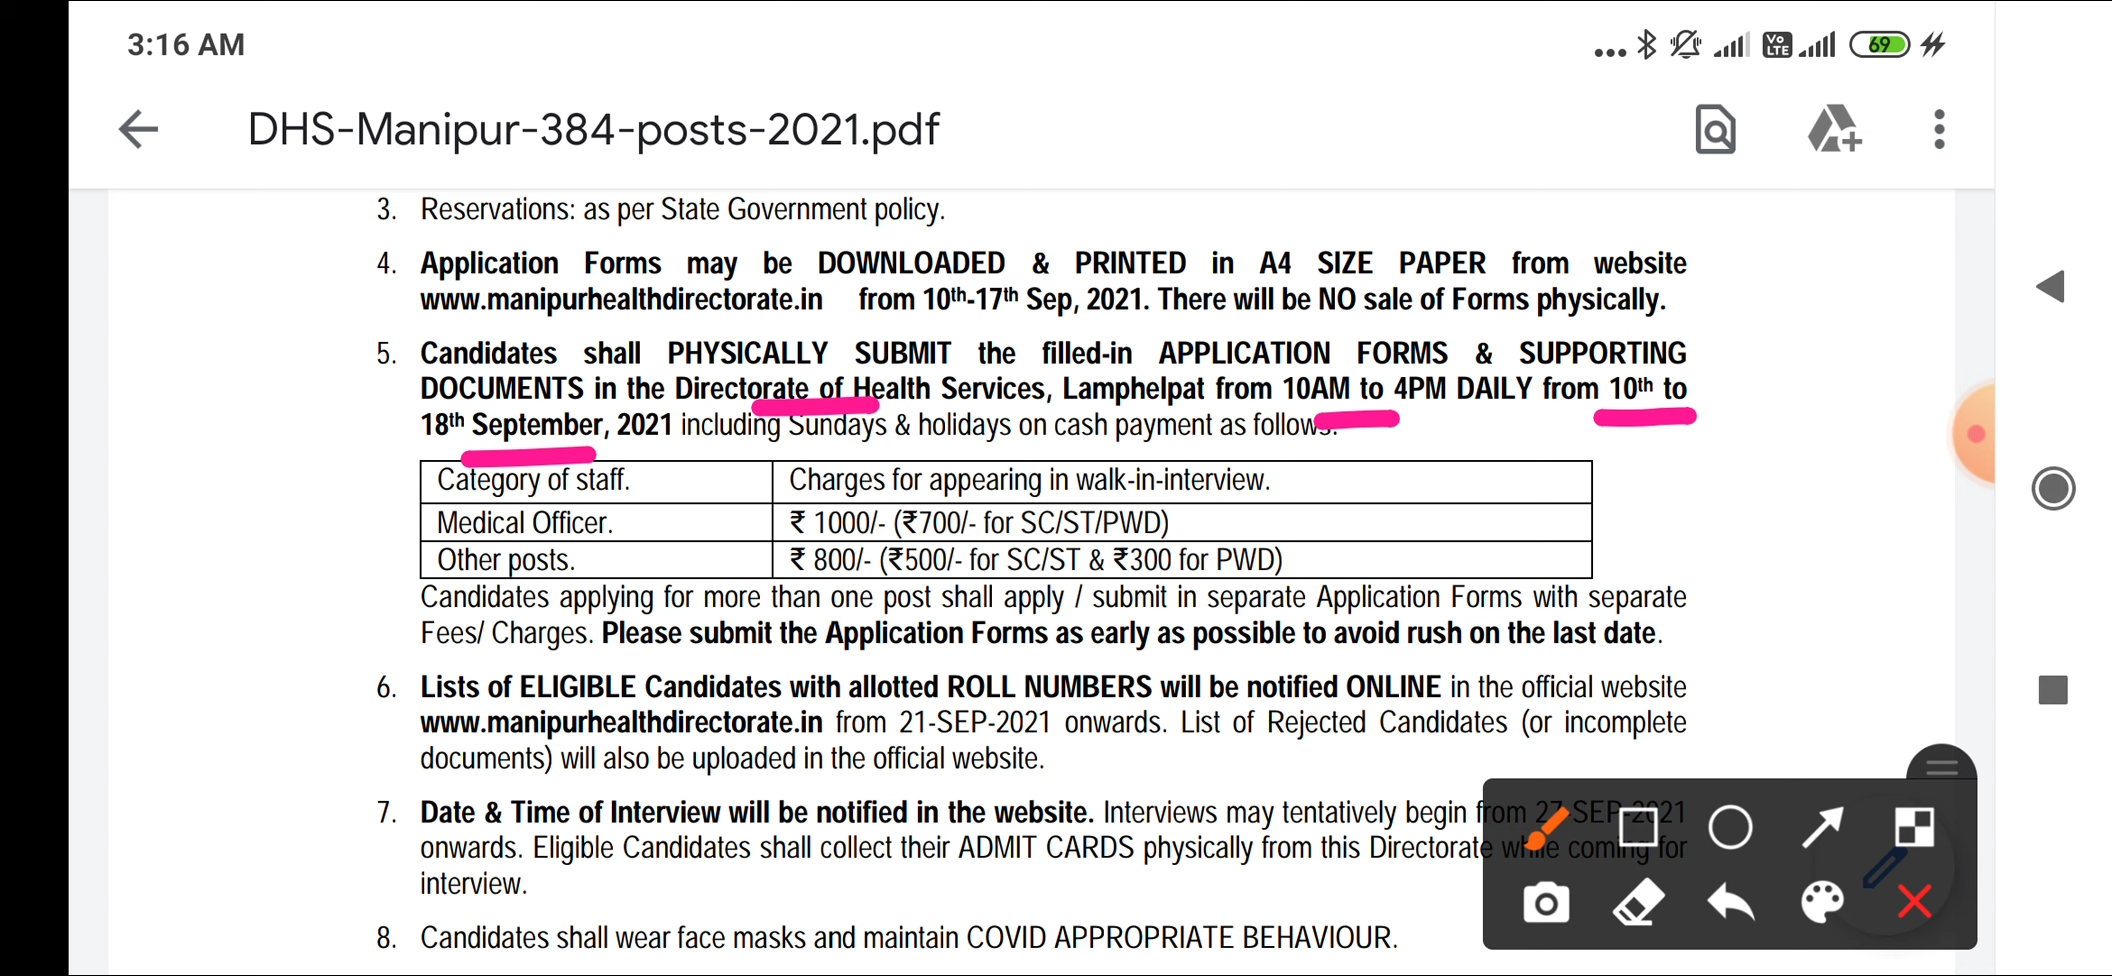 3:16 AM
Vo LTE
69
DHS-Manipur-384-posts-2021.pdf
3. Reservations: as per State Government policy.
4. Application Forms may be DOWNLOADED & PRINTED in A4 SIZE PAPER from website
www.manipurhealthdirectorate.in from 10th-17th Sep, 2021. There will be NO sale of Forms physically.
5. Candidates shall PHYSICALLY SUBMIT the filled-in APPLICATION FORMS & SUPPORTING
DOCUMENTS in the Directorate of Health Services, Lamphelpat from 10AM to 4PM DAILY from 10th to
18th September, 2021 including Sundays & holidays on cash payment as follows:
Category of staff. Charges for appearing in walk-in-interview.
Medical Officer. ₹ 1000/- (₹700/- for SC/ST/PWD)
Other posts. ₹ 800/- (₹500/- for SC/ST & ₹300 for PWD)
Candidates applying for more than one post shall apply / submit in separate Application Forms with separate
Fees/ Charges. Please submit the Application Forms as early as possible to avoid rush on the last date.
6. Lists of ELIGIBLE Candidates with allotted ROLL NUMBERS will be notified ONLINE in the official website
www.manipurhealthdirectorate.in from 21-SEP-2021 onwards. List of Rejected Candidates (or incomplete
documents) will also be uploaded in the official website.
7. Date & Time of Interview will be notified in the website. Interviews may tentatively begin from 27-SEP-2021
onwards. Eligible Candidates shall collect their ADMIT CARDS physically from this Directorate while coming for
interview.
8. Candidates shall wear face masks and maintain COVID APPROPRIATE BEHAVIOUR.